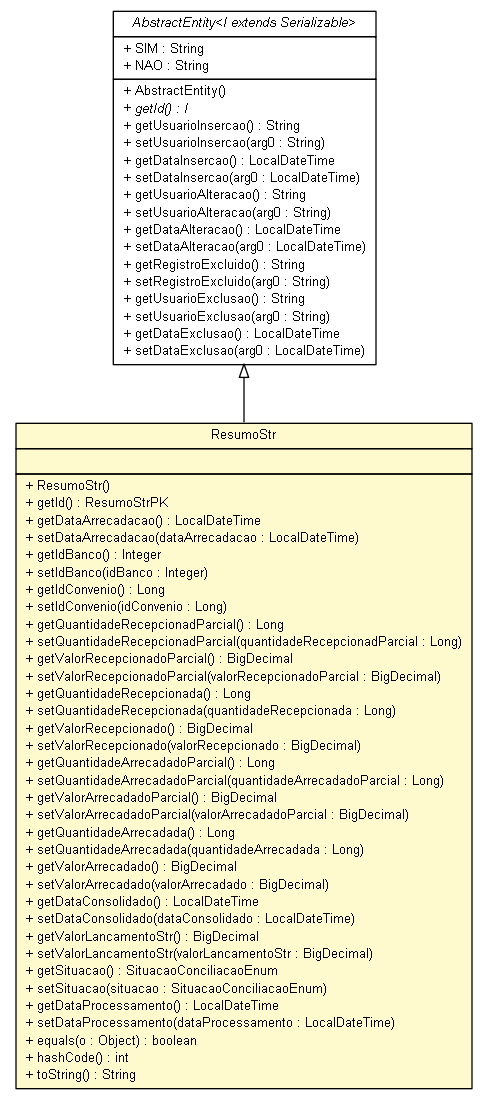 AbstractEntity<I extends Serializable>
+ SIM : String
+ NAO : String
+ AbstractEntity()
+ getId() : I
+ getUsuarioInsercao() : String
+ setUsuarioInsercao(arg0 : String)
+ getDataInsercao() : LocalDateTime
+ setDataInsercao(arg0 : LocalDateTime)
+ getUsuarioAlteracao() : String
+ setUsuarioAlteracao(arg0 : String)
+ getDataAlteracao() : LocalDateTime
+ setDataAlteracao(arg0 : LocalDateTime)
+ getRegistroExcluido() : String
+ setRegistroExcluido(arg0 : String)
+ getUsuarioExclusao() : String
+ setUsuarioExclusao(arg0 : String)
+ getDataExclusao() : LocalDateTime
+ setDataExclusao(arg0 : LocalDateTime)
ResumoStr
+ ResumoStr()
+ getId() : ResumoStrPK
+ getDataArrecadacao() : LocalDateTime
+ setDataArrecadacao(dataArrecadacao : LocalDateTime)
+ getIdBanco() : Integer
+ setIdBanco(idBanco : Integer)
+ getIdConvenio() : Long
+ setIdConvenio(idConvenio : Long)
+ getQuantidadeRecepcionadParcial() : Long
+ setQuantidadeRecepcionadParcial(quantidadeRecepcionadParcial : Long)
+ getValorRecepcionadoParcial() : BigDecimal
+ setValorRecepcionadoParcial(valorRecepcionadoParcial : BigDecimal)
+ getQuantidadeRecepcionada() : Long
+ setQuantidadeRecepcionada(quantidadeRecepcionada : Long)
+ getValorRecepcionado() : BigDecimal
+ setValorRecepcionado(valorRecepcionado : BigDecimal)
+ getQuantidadeArrecadadoParcial() : Long
+ setQuantidadeArrecadadoParcial(quantidadeArrecadadoParcial : Long)
+ getValorArrecadadoParcial() : BigDecimal
+ setValorArrecadadoParcial(valorArrecadadoParcial : BigDecimal)
+ getQuantidadeArrecadada() : Long
+ setQuantidadeArrecadada(quantidadeArrecadada : Long)
+ getValorArrecadado() : BigDecimal
+ setValorArrecadado(valorArrecadado : BigDecimal)
+ getDataConsolidado() : LocalDateTime
+ setDataConsolidado(dataConsolidado : LocalDateTime)
+ getValorLancamentoStr() : BigDecimal
+ setValorLancamentoStr(valorLancamentoStr : BigDecimal)
+ getSituacao() : SituacaoConciliacaoEnum
+ setSituacao(situacao : SituacaoConciliacaoEnum)
+ getDataProcessamento() : LocalDateTime
+ setDataProcessamento(dataProcessamento : LocalDateTime)
+ equals(o : Object) : boolean
+ hashCode() : int
+ toString() : String